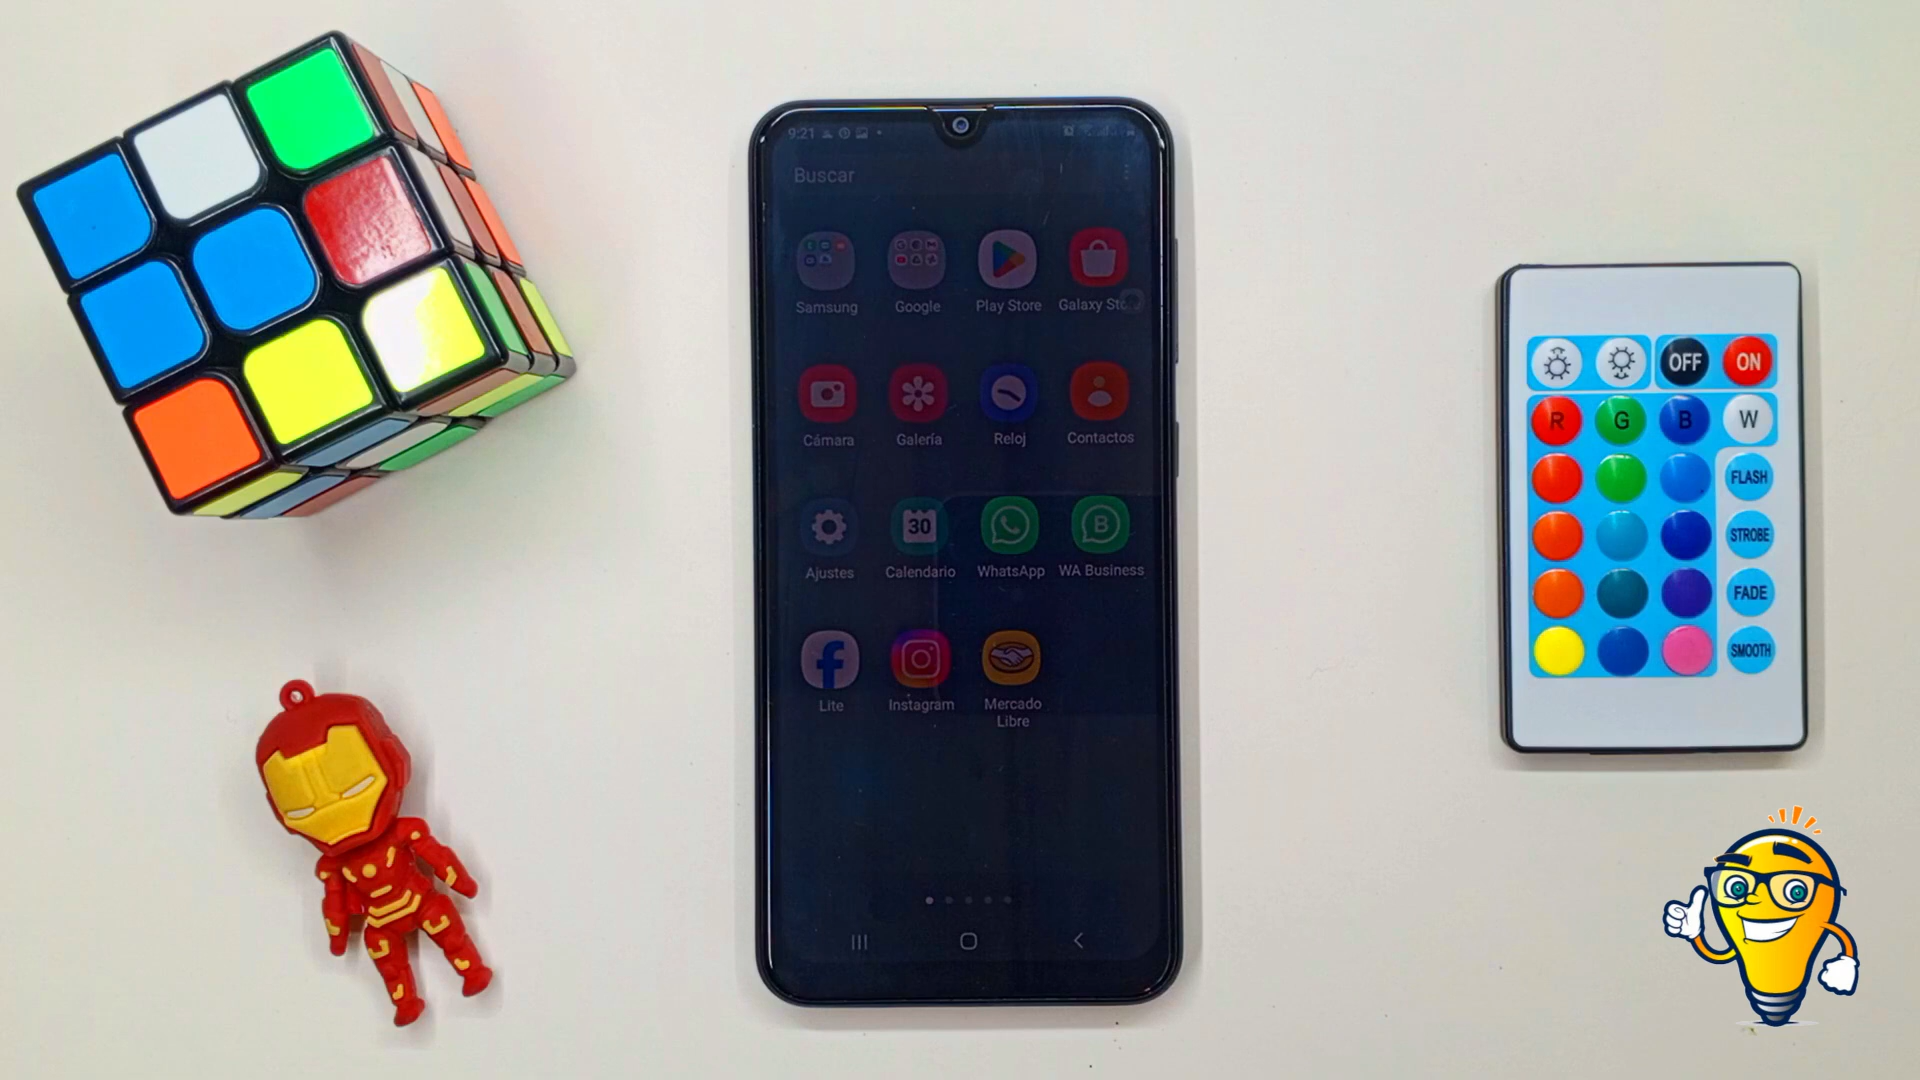 9:21
Buscar
Samsung Google Play Store Galaxy
Cámara Galería Reloj Contactos
30
B
Ajustes Calendario WhatsApp WA Business
Lite Instagram Mercado
Libre
OFF ON
R G B W
FLASH
STROBE
FADE
SMOOTH